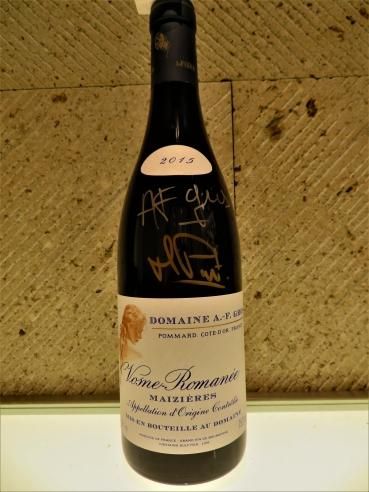 2015
AF Gros
DOMAINE A.-F. GROS
POMMARD, CÔTE-D'OR, FRANCE
Vosne-Romanée
MAIZIÈRES
Appellation d'Origine Contrôlée
MIS EN BOUTEILLE AU DOMAINE